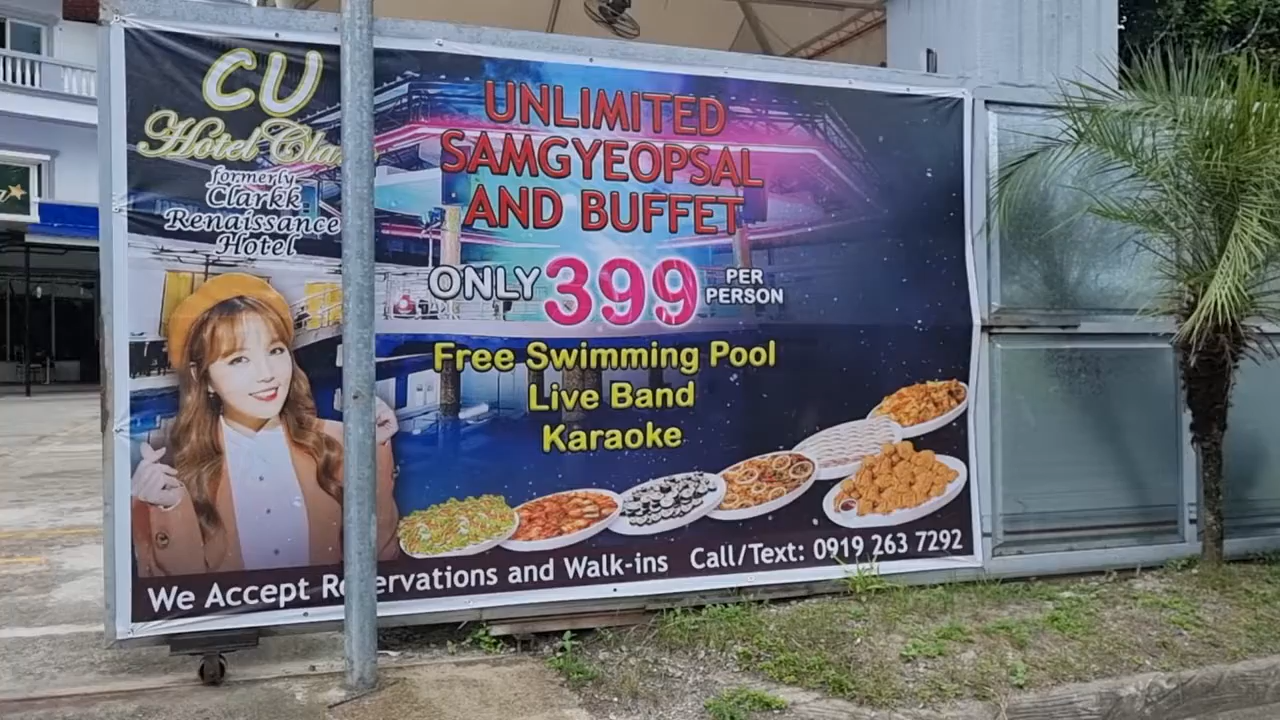 CU
Hotel Cla
formerly
Clarkk
Renaissance
Hotel
UNLIMITED
SAMGYEOPSAL
AND BUFFET
ONLY 399 PER PERSON
Free Swimming Pool
Live Band
Karaoke
We Accept Reservations and Walk-ins Call/Text: 0919 263 7292